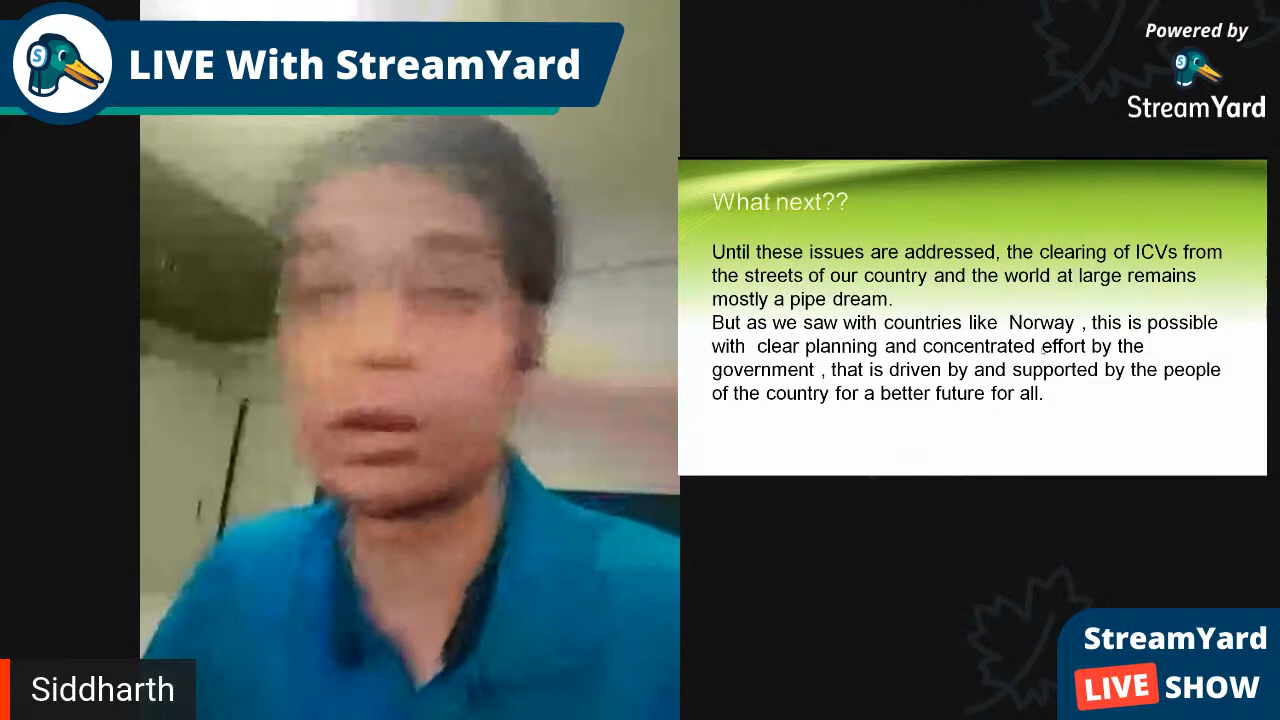 LIVE With StreamYard
Powered by
StreamYard
What next??
Until these issues are addressed, the clearing of ICVs from
the streets of our country and the world at large remains
mostly a pipe dream.
But as we saw with countries like  Norway , this is possible
with  clear planning and concentrated effort by the
government , that is driven by and supported by the people
of the country for a better future for all.
Siddharth
StreamYard
LIVE SHOW